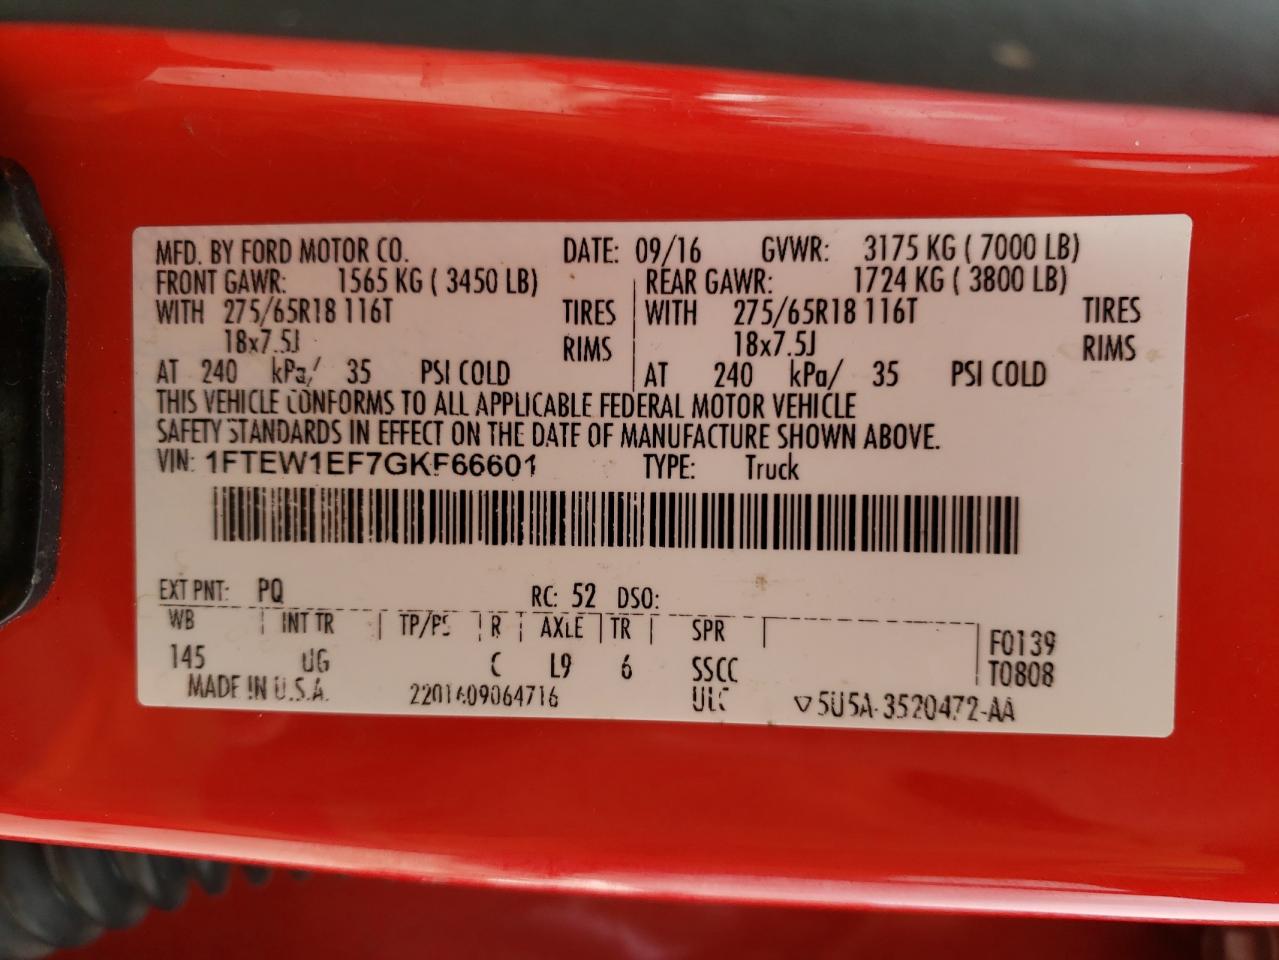 MFD. BY FORD MOTOR CO. DATE: 09/16 GVWR: 3175 KG ( 7000 LB)
FRONT GAWR: 1565 KG ( 3450 LB) REAR GAWR: 1724 KG ( 3800 LB)
WITH 275/65R18 116T TIRES WITH 275/65R18 116T TIRES
18x7.5J RIMS 18x7.5J RIMS
AT 240 kPa/ 35 PSI COLD AT 240 kPa/ 35 PSI COLD
THIS VEHICLE CONFORMS TO ALL APPLICABLE FEDERAL MOTOR VEHICLE
SAFETY STANDARDS IN EFFECT ON THE DATE OF MANUFACTURE SHOWN ABOVE.
VIN: 1FTEW1EF7GKF66601 TYPE: Truck
EXT PNT: PQ RC: 52 DSO:
WB INT TR TP/PS R AXLE TR SPR F0139
145 UG C L9 6 SSCC T0808
MADE IN U.S.A. 2201609064716 ULC ▽5U5A-3520472-AA